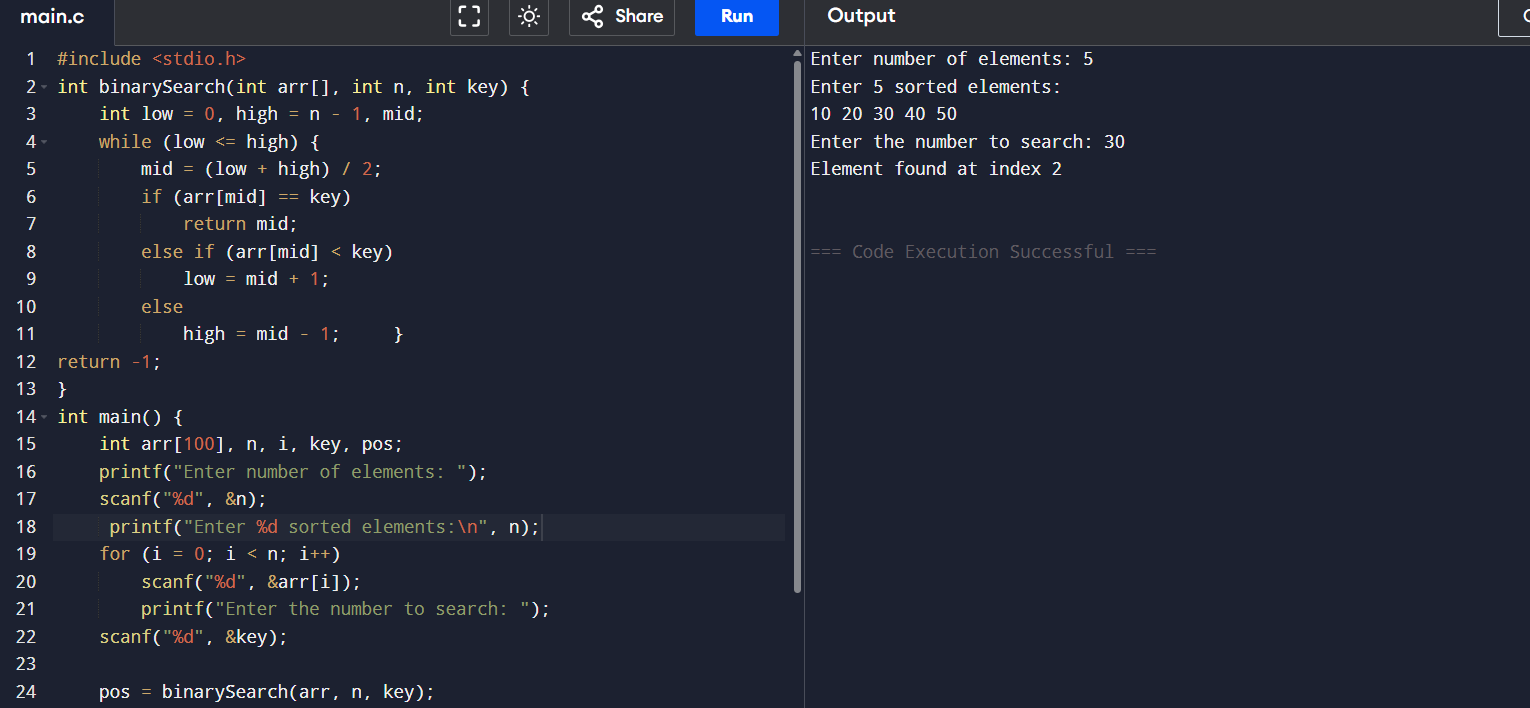 main.c
Share
Run
Output
1 #include <stdio.h>
2 int binarySearch(int arr[], int n, int key) {
3     int low = 0, high = n - 1, mid;
4     while (low <= high) {
5         mid = (low + high) / 2;
6         if (arr[mid] == key)
7             return mid;
8         else if (arr[mid] < key)
9             low = mid + 1;
10         else
11             high = mid - 1;     }
12 return -1;
13 }
14 int main() {
15     int arr[100], n, i, key, pos;
16     printf("Enter number of elements: ");
17     scanf("%d", &n);
18      printf("Enter %d sorted elements:\n", n);
19     for (i = 0; i < n; i++)
20         scanf("%d", &arr[i]);
21         printf("Enter the number to search: ");
22     scanf("%d", &key);
23
24     pos = binarySearch(arr, n, key);
Enter number of elements: 5
Enter 5 sorted elements:
10 20 30 40 50
Enter the number to search: 30
Element found at index 2
=== Code Execution Successful ===